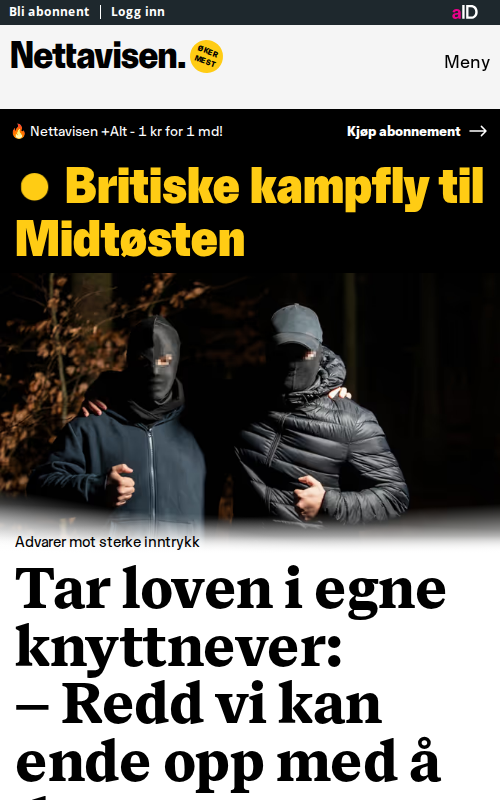 Bli abonnent | Logg inn
aID
Nettavisen.
ØKER
MEST
Meny
🔥 Nettavisen +Alt - 1 kr for 1 md!
Kjøp abonnement →
Britiske kampfly til
Midtøsten
Advarer mot sterke inntrykk
Tar loven i egne
knyttnever:
– Redd vi kan
ende opp med å